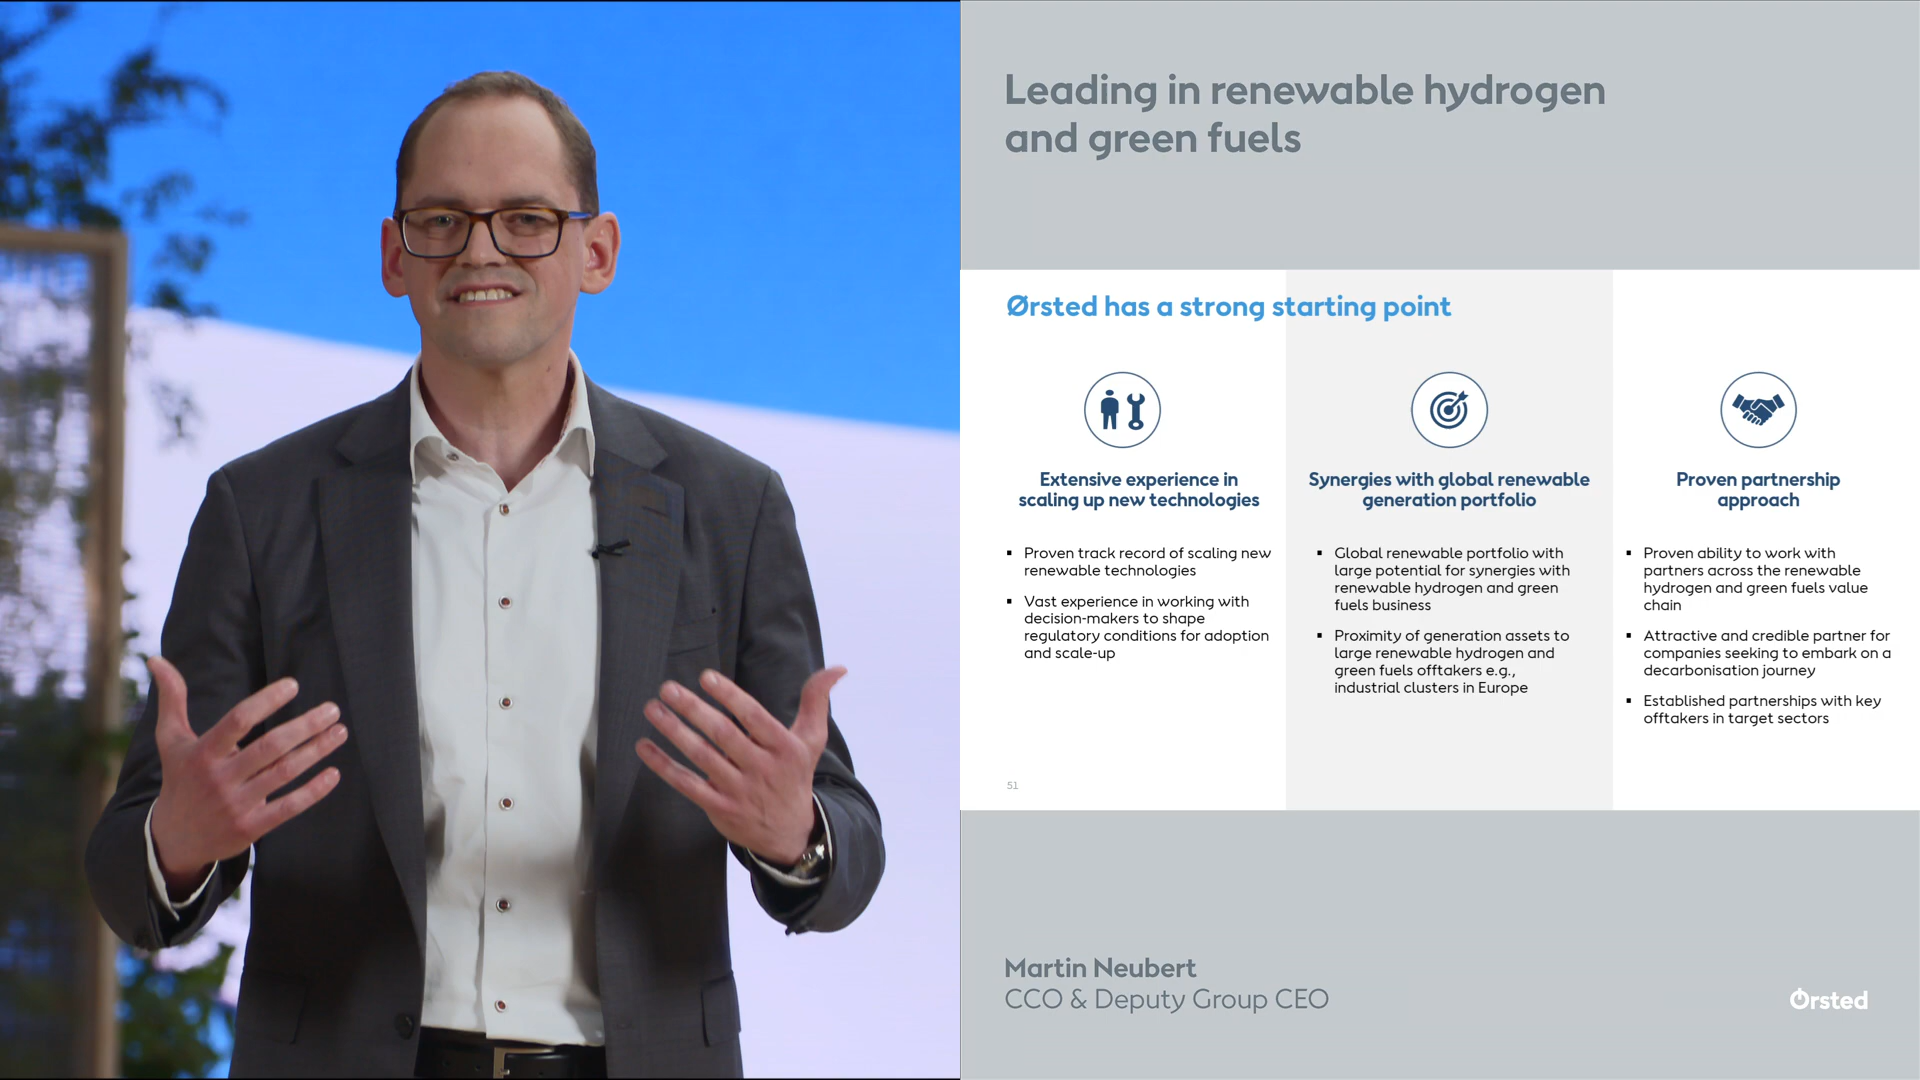 Leading in renewable hydrogen
and green fuels
Ørsted has a strong starting point
Extensive experience in
scaling up new technologies
▪ Proven track record of scaling new
renewable technologies
▪ Vast experience in working with
decision-makers to shape
regulatory conditions for adoption
and scale-up
Synergies with global renewable
generation portfolio
▪ Global renewable portfolio with
large potential for synergies with
renewable hydrogen and green
fuels business
▪ Proximity of generation assets to
large renewable hydrogen and
green fuels offtakers e.g.,
industrial clusters in Europe
Proven partnership
approach
▪ Proven ability to work with
partners across the renewable
hydrogen and green fuels value
chain
▪ Attractive and credible partner for
companies seeking to embark on a
decarbonisation journey
▪ Established partnerships with key
offtakers in target sectors
51
Martin Neubert
CCO & Deputy Group CEO
Ørsted